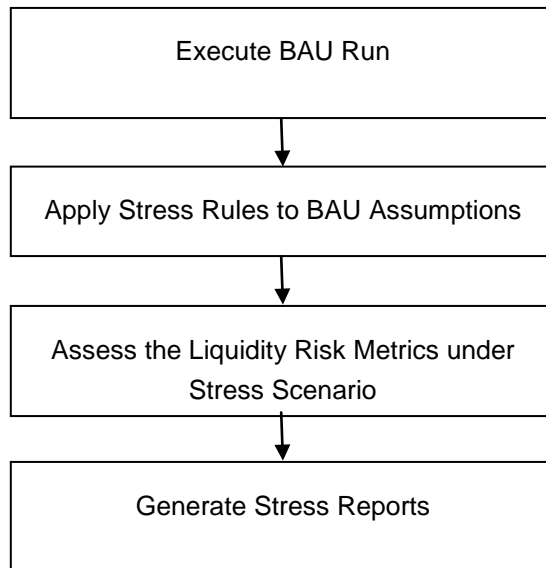 Execute BAU Run
Apply Stress Rules to BAU Assumptions
Assess the Liquidity Risk Metrics under
Stress Scenario
Generate Stress Reports